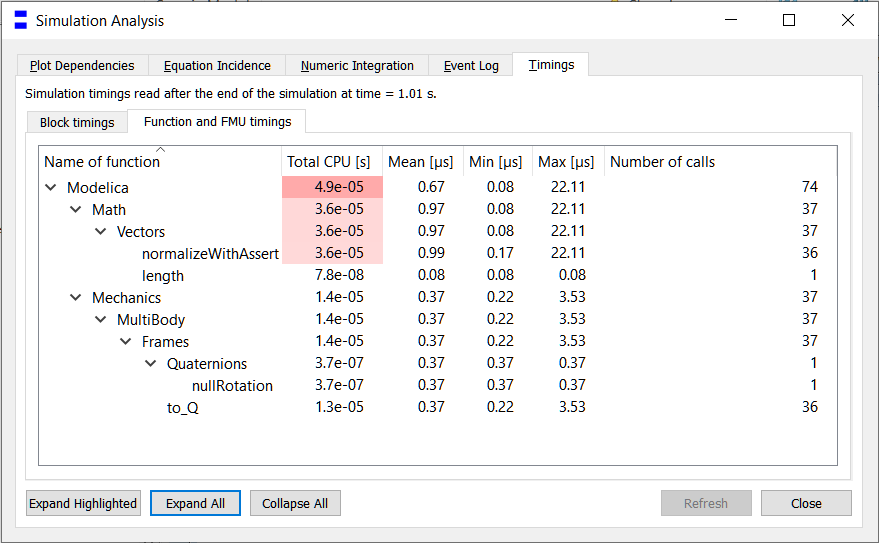 Simulation Analysis
Plot Dependencies Equation Incidence Numeric Integration Event Log Timings
Simulation timings read after the end of the simulation at time = 1.01 s.
Block timings Function and FMU timings
Name of function Total CPU [s] Mean [µs] Min [µs] Max [µs] Number of calls
Modelica 4.9e-05 0.67 0.08 22.11 74
Math 3.6e-05 0.97 0.08 22.11 37
Vectors 3.6e-05 0.97 0.08 22.11 37
normalizeWithAssert 3.6e-05 0.99 0.17 22.11 36
length 7.8e-08 0.08 0.08 0.08 1
Mechanics 1.4e-05 0.37 0.22 3.53 37
MultiBody 1.4e-05 0.37 0.22 3.53 37
Frames 1.4e-05 0.37 0.22 3.53 37
Quaternions 3.7e-07 0.37 0.37 0.37 1
nullRotation 3.7e-07 0.37 0.37 0.37 1
to_Q 1.3e-05 0.37 0.22 3.53 36
Expand Highlighted Expand All Collapse All Refresh Close